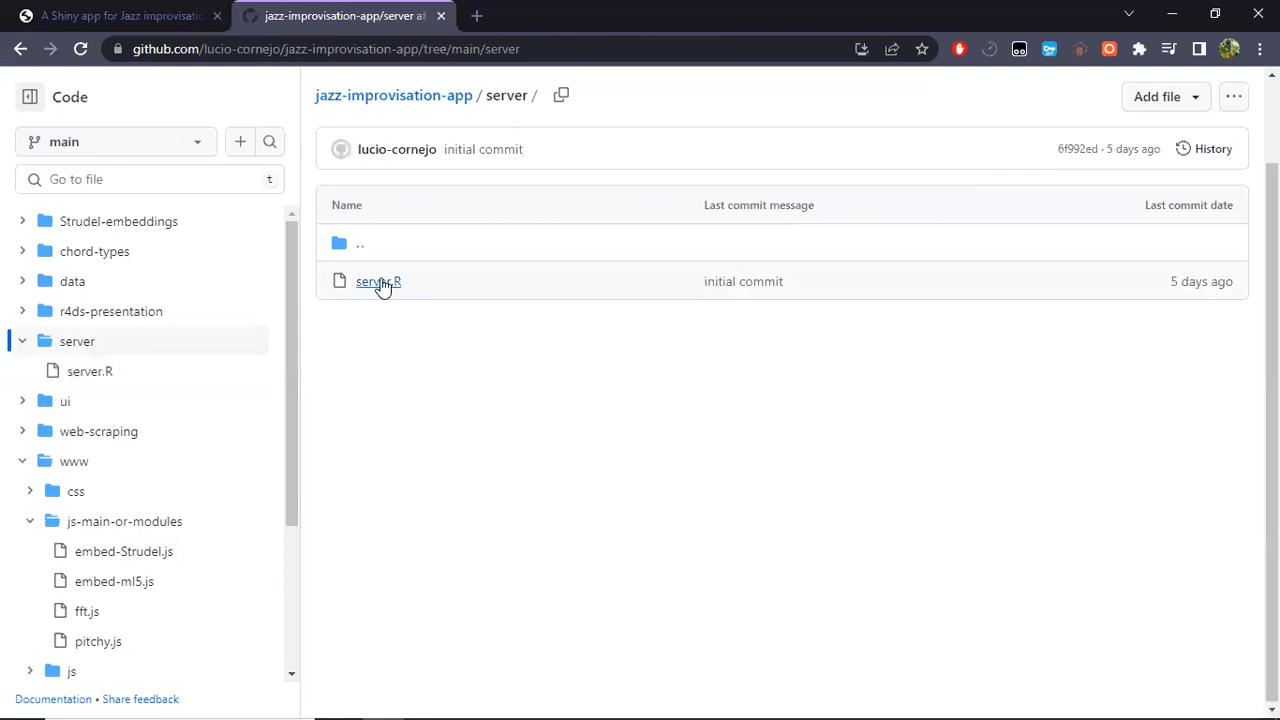 A Shiny app for Jazz improvisati
jazz-improvisation-app/server at
github.com/lucio-cornejo/jazz-improvisation-app/tree/main/server
Code
jazz-improvisation-app / server /
Add file
main
lucio-cornejo initial commit
6f992ed · 5 days ago
History
Go to file
t
Name
Last commit message
Last commit date
..
server.R
initial commit
5 days ago
Strudel-embeddings
chord-types
data
r4ds-presentation
server
server.R
ui
web-scraping
www
css
js-main-or-modules
embed-Strudel.js
embed-ml5.js
fft.js
pitchy.js
js
Documentation • Share feedback